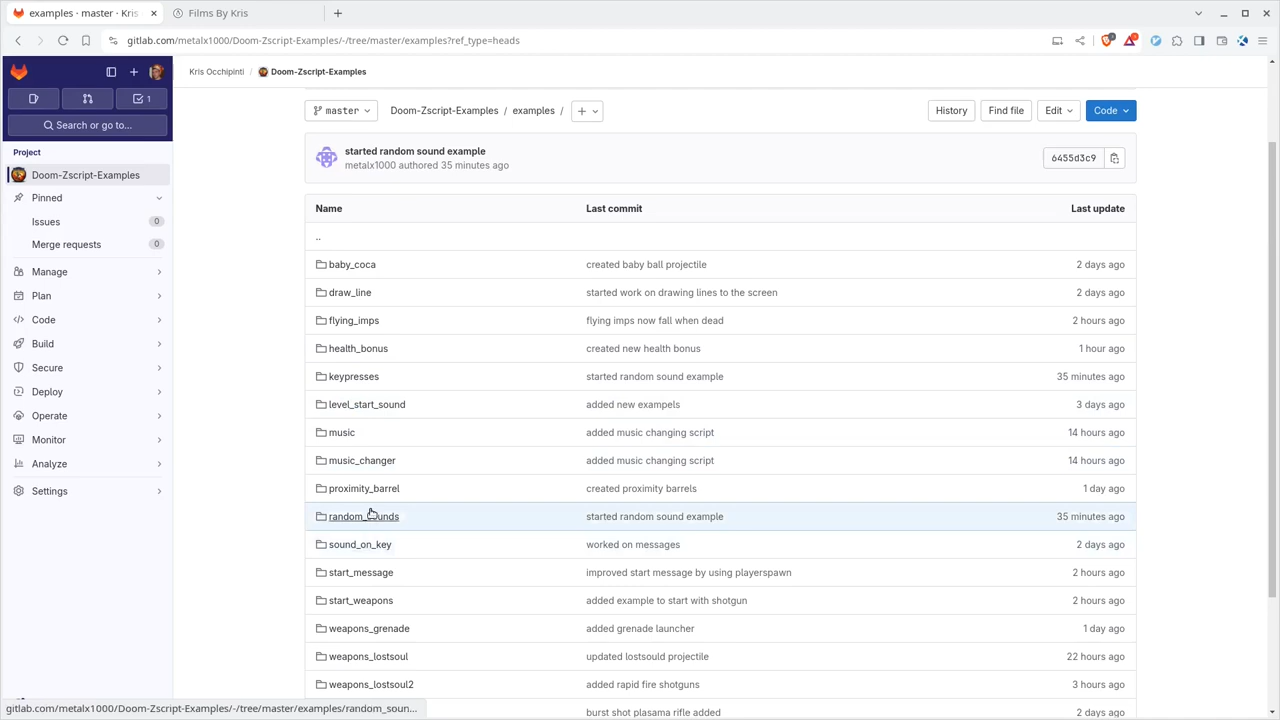 examples · master · Kris
Films By Kris
gitlab.com/metalx1000/Doom-Zscript-Examples/-/tree/master/examples?ref_type=heads
Kris Occhipinti / Doom-Zscript-Examples
1
Search or go to...
Project
Doom-Zscript-Examples
Pinned
Issues 0
Merge requests 0
Manage
Plan
Code
Build
Secure
Deploy
Operate
Monitor
Analyze
Settings
master
Doom-Zscript-Examples / examples /
History
Find file
Edit
Code
started random sound example
metalx1000 authored 35 minutes ago
6455d3c9
Name Last commit Last update
..
baby_coca created baby ball projectile 2 days ago
draw_line started work on drawing lines to the screen 2 days ago
flying_imps flying imps now fall when dead 2 hours ago
health_bonus created new health bonus 1 hour ago
keypresses started random sound example 35 minutes ago
level_start_sound added new exampels 3 days ago
music added music changing script 14 hours ago
music_changer added music changing script 14 hours ago
proximity_barrel created proximity barrels 1 day ago
random_sounds started random sound example 35 minutes ago
sound_on_key worked on messages 2 days ago
start_message improved start message by using playerspawn 2 hours ago
start_weapons added example to start with shotgun 2 hours ago
weapons_grenade added grenade launcher 1 day ago
weapons_lostsoul updated lostsould projectile 22 hours ago
weapons_lostsoul2 added rapid fire shotguns 3 hours ago
burst shot plasama rifle added 2 days ago
gitlab.com/metalx1000/Doom-Zscript-Examples/-/tree/master/examples/random_soun...